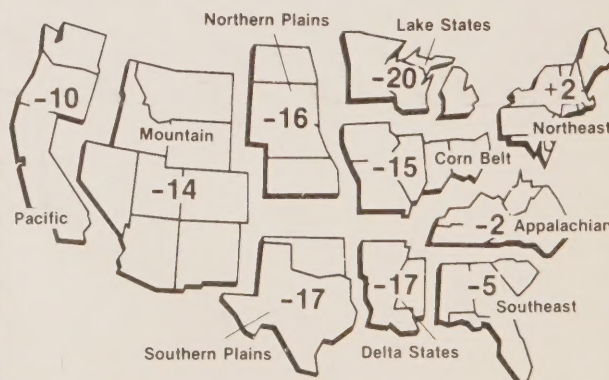 Northern Plains
Lake States
-10
-16
-20
+2
Northeast
Mountain
-15
Corn Belt
-14
Pacific
-2
Appalachian
-17
-17
-5
Southeast
Southern Plains
Delta States